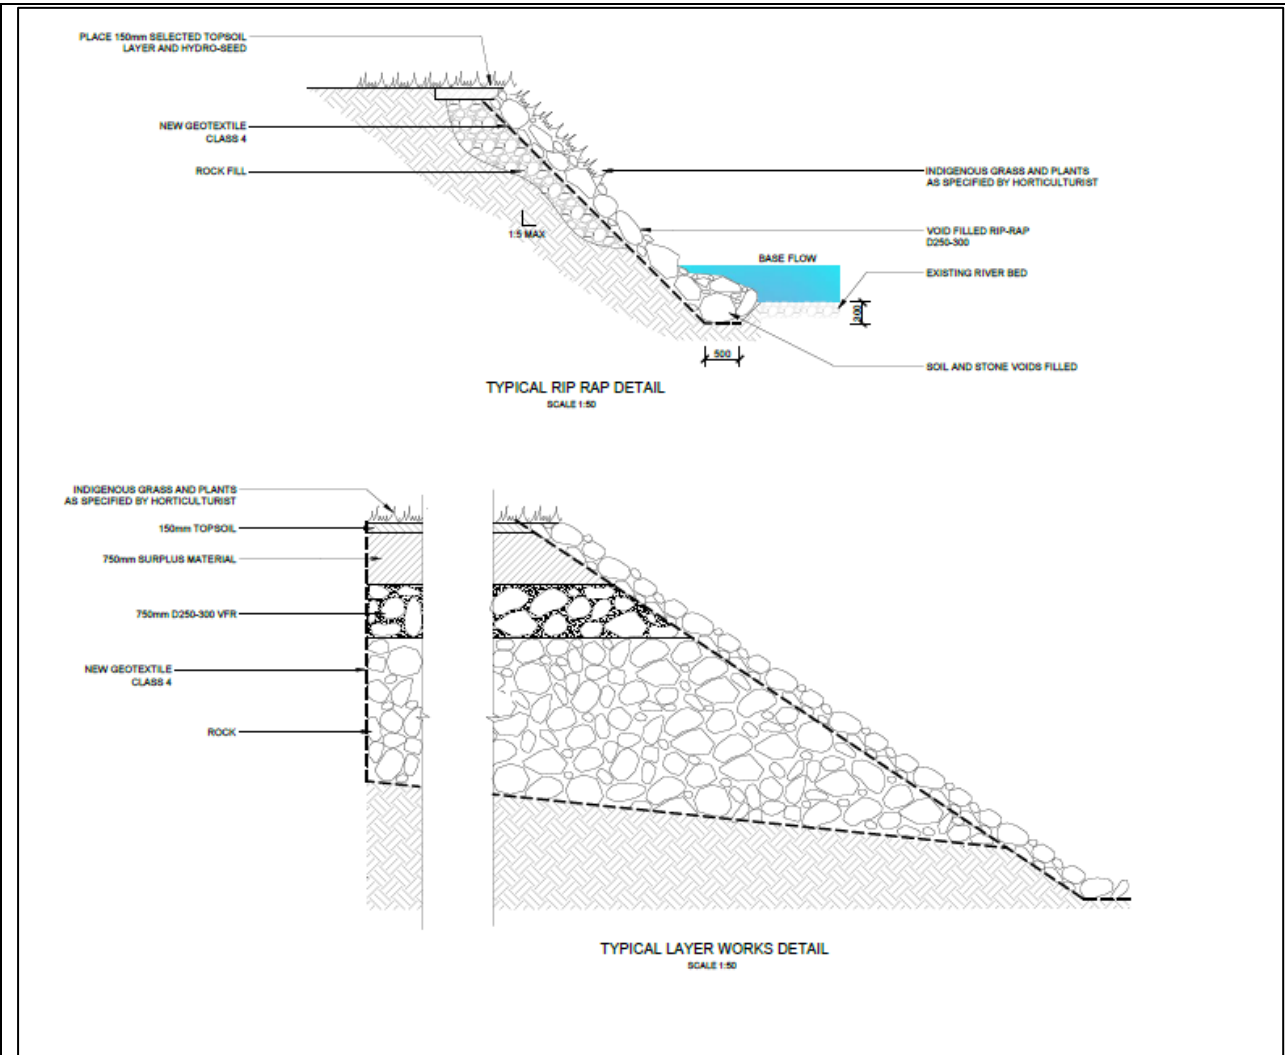 PLACE 150mm SELECTED TOPSOIL
LAYER AND HYDRO-SEED
NEW GEOTEXTILE
CLASS 4
ROCK FILL
1:5 MAX
INDIGENOUS GRASS AND PLANTS
AS SPECIFIED BY HORTICULTURIST
VOID FILLED RIP-RAP
D250-300
BASE FLOW
EXISTING RIVER BED
300
500
SOIL AND STONE VOIDS FILLED
TYPICAL RIP RAP DETAIL
SCALE 1:50
INDIGENOUS GRASS AND PLANTS
AS SPECIFIED BY HORTICULTURIST
150mm TOPSOIL
750mm SURPLUS MATERIAL
750mm D250-300 VFR
NEW GEOTEXTILE
CLASS 4
ROCK
TYPICAL LAYER WORKS DETAIL
SCALE 1:50